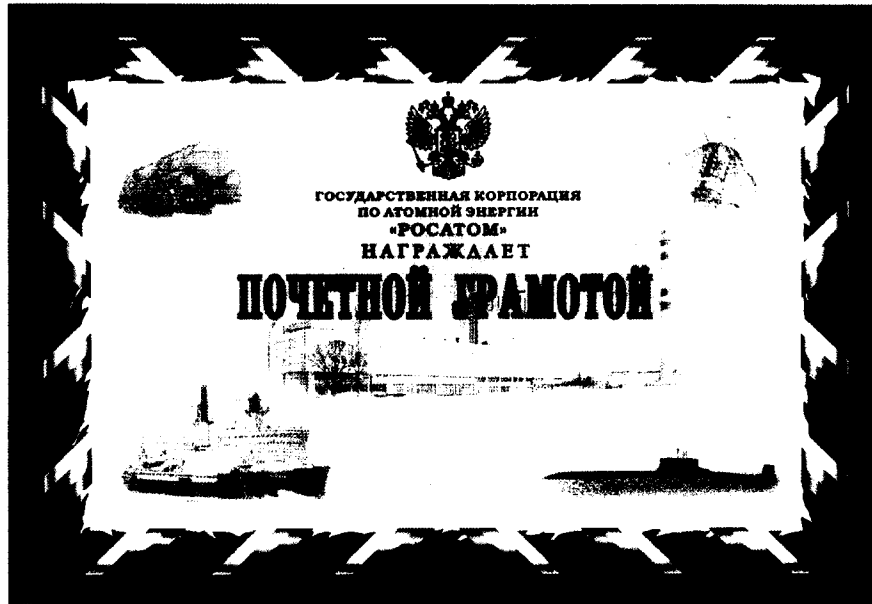 ГОСУДАРСТВЕННАЯ КОРПОРАЦИЯ
ПО АТОМНОЙ ЭНЕРГИИ
«РОСАТОМ»
НАГРАЖДАЕТ
ПОЧЕТНОЙ ГРАМОТОЙ